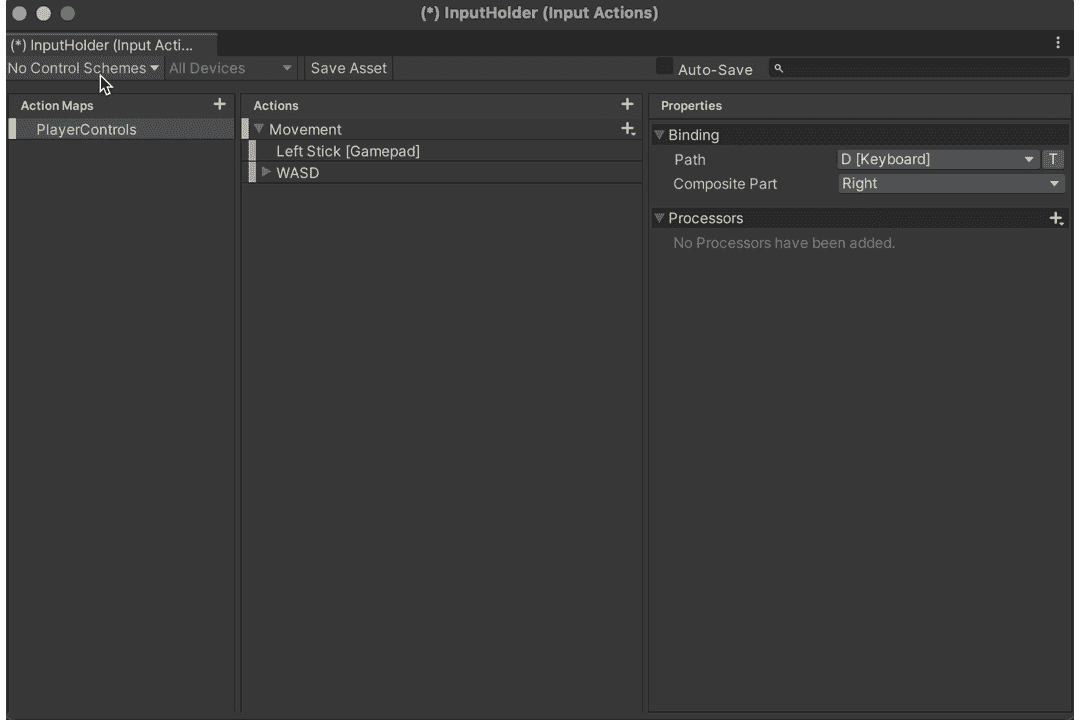 (*) InputHolder (Input Actions)
(*) InputHolder (Input Acti...
No Control Schemes All Devices Save Asset Auto-Save
Action Maps
PlayerControls
Actions
Movement
Left Stick [Gamepad]
WASD
Properties
Binding
Path D [Keyboard] T
Composite Part Right
Processors
No Processors have been added.